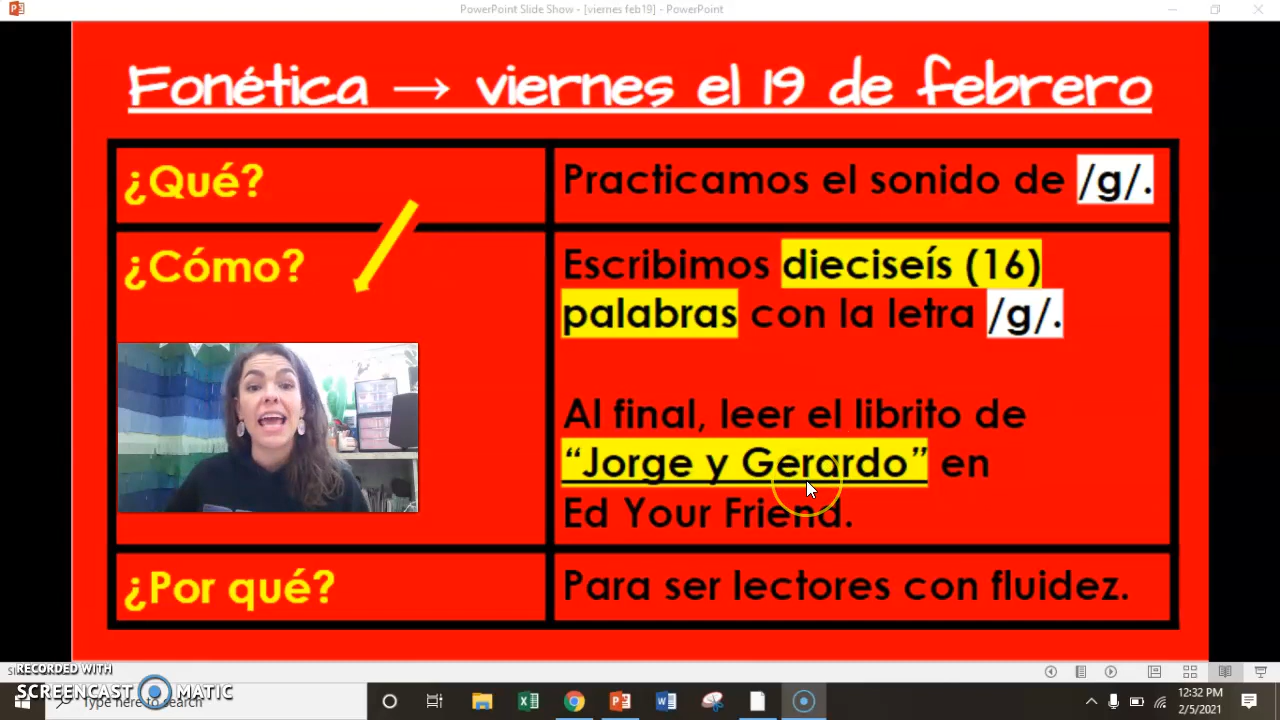 PowerPoint Slide Show - [viernes feb19] - PowerPoint
Fonética → viernes el 19 de febrero
¿Qué?
Practicamos el sonido de /g/.
¿Cómo?
Escribimos dieciseís (16)
palabras con la letra /g/.
Al final, leer el librito de
“Jorge y Gerardo” en
Ed Your Friend.
¿Por qué?
Para ser lectores con fluidez.
RECORDED WITH
SCREENCAST MATIC
Type here to search
12:32 PM
2/5/2021